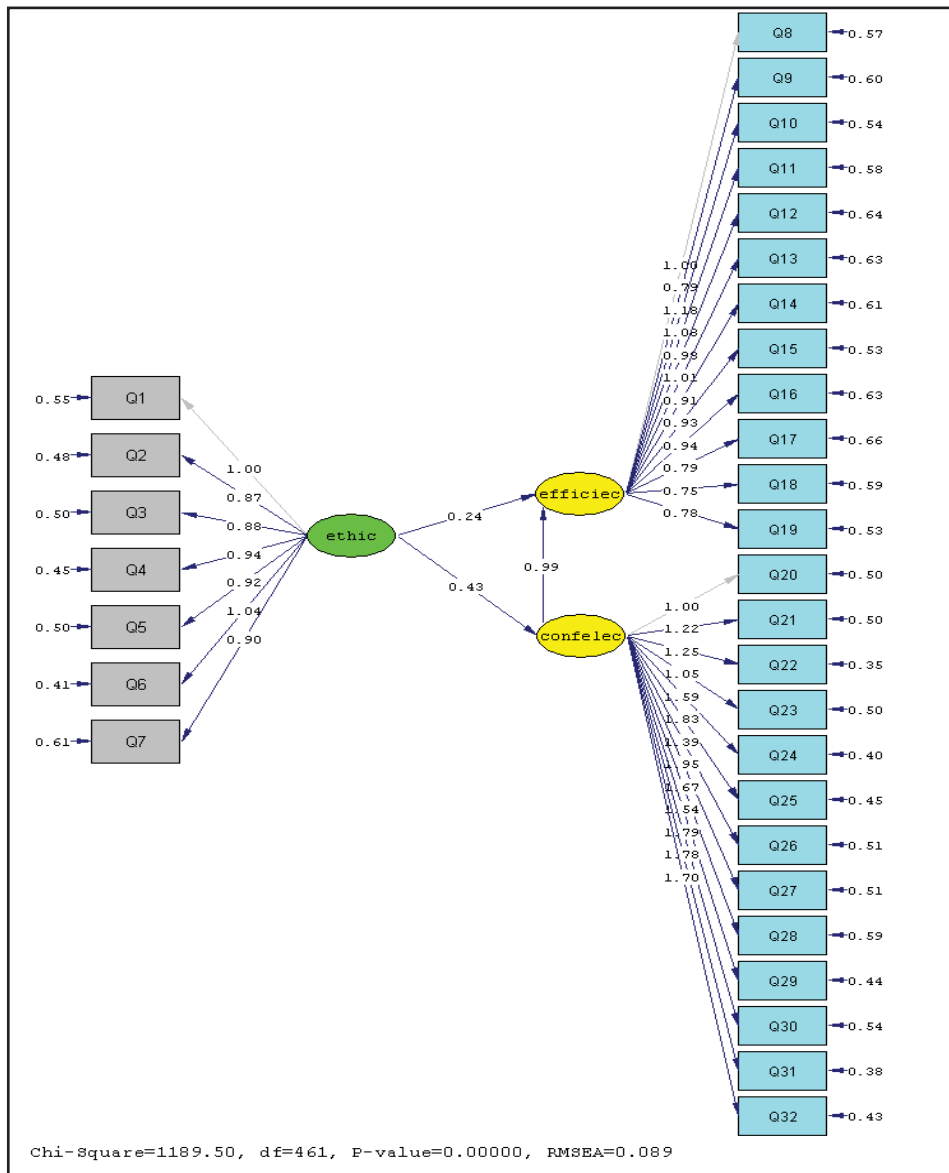 Q8 0.57
Q9 0.60
Q10 0.54
Q11 0.58
Q12 0.64
Q13 0.63
Q14 0.61
Q15 0.53
Q16 0.63
Q17 0.66
Q18 0.59
Q19 0.53
Q20 0.50
Q21 0.50
Q22 0.35
Q23 0.50
Q24 0.40
Q25 0.45
Q26 0.51
Q27 0.51
Q28 0.59
Q29 0.44
Q30 0.54
Q31 0.38
Q32 0.43
1.00
0.79
1.18
1.08
0.98
1.01
0.91
0.93
0.94
0.79
0.75
0.78
1.00
1.22
1.25
1.05
1.59
1.83
1.39
1.95
1.67
1.54
1.79
1.78
1.70
efficiec
confelec
0.24
0.43
0.99
ethic
1.00
0.87
0.88
0.94
0.92
1.04
0.90
0.55 Q1
0.48 Q2
0.50 Q3
0.45 Q4
0.50 Q5
0.41 Q6
0.61 Q7
Chi-Square=1189.50, df=461, P-value=0.00000, RMSEA=0.089